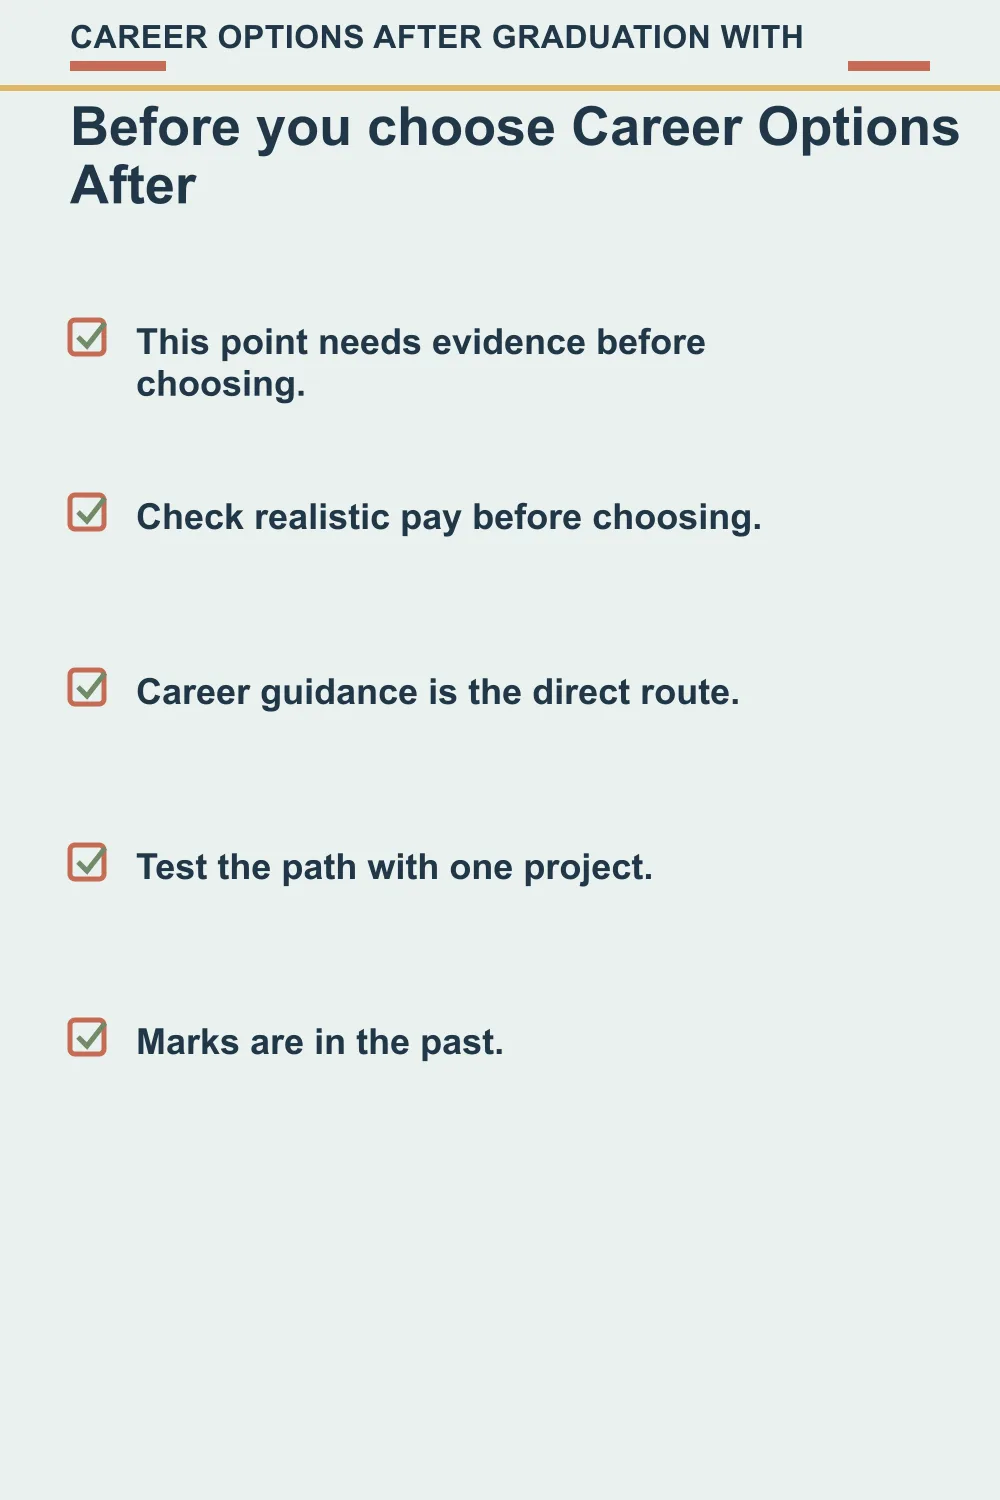 CAREER OPTIONS AFTER GRADUATION WITH
Before you choose Career Options
After
This point needs evidence before
choosing.
Check realistic pay before choosing.
Career guidance is the direct route.
Test the path with one project.
Marks are in the past.